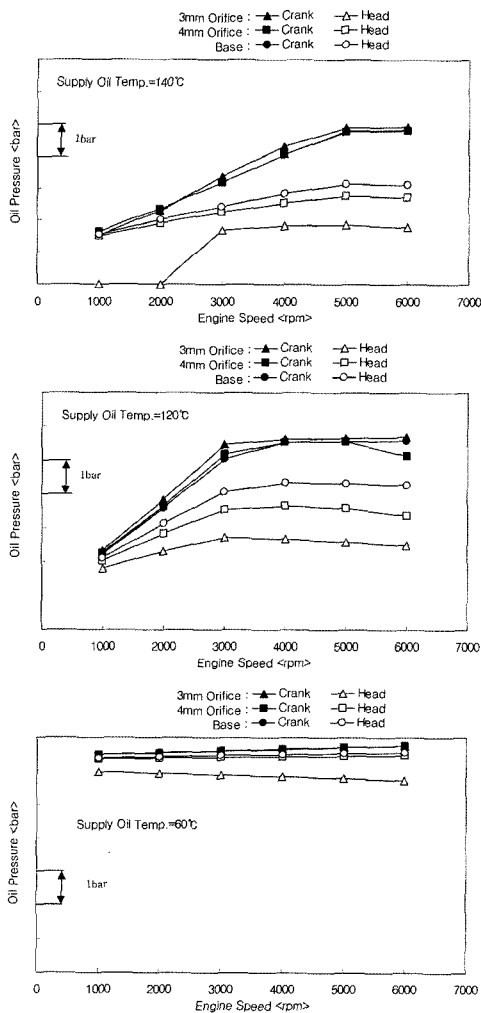 3mm Orifice : Crank Head
4mm Orifice : Crank Head
Base : Crank Head
Supply Oil Temp.=140℃
1bar
Oil Pressure <bar>
0 1000 2000 3000 4000 5000 6000 7000
Engine Speed <rpm>
3mm Orifice : Crank Head
4mm Orifice : Crank Head
Base : Crank Head
Supply Oil Temp.=120℃
1bar
Oil Pressure <bar>
0 1000 2000 3000 4000 5000 6000 7000
Engine Speed <rpm>
3mm Orifice : Crank Head
4mm Orifice : Crank Head
Base : Crank Head
Supply Oil Temp.=60℃
1bar
Oil Pressure <bar>
0 1000 2000 3000 4000 5000 6000 7000
Engine Speed <rpm>